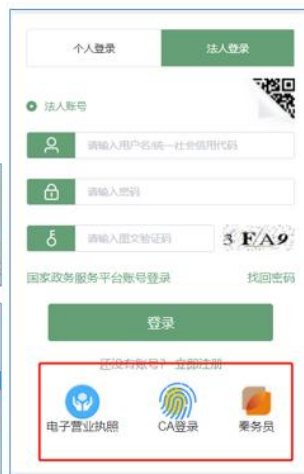 个人登录 法人登录
法人账号
请输入用户名/统一社会信用代码
请输入密码
请输入图文验证码 3 EA9
国家政务服务平台账号登录 找回密码
登录
还没有账号? 立即注册
电子营业执照 CA登录 秦务员